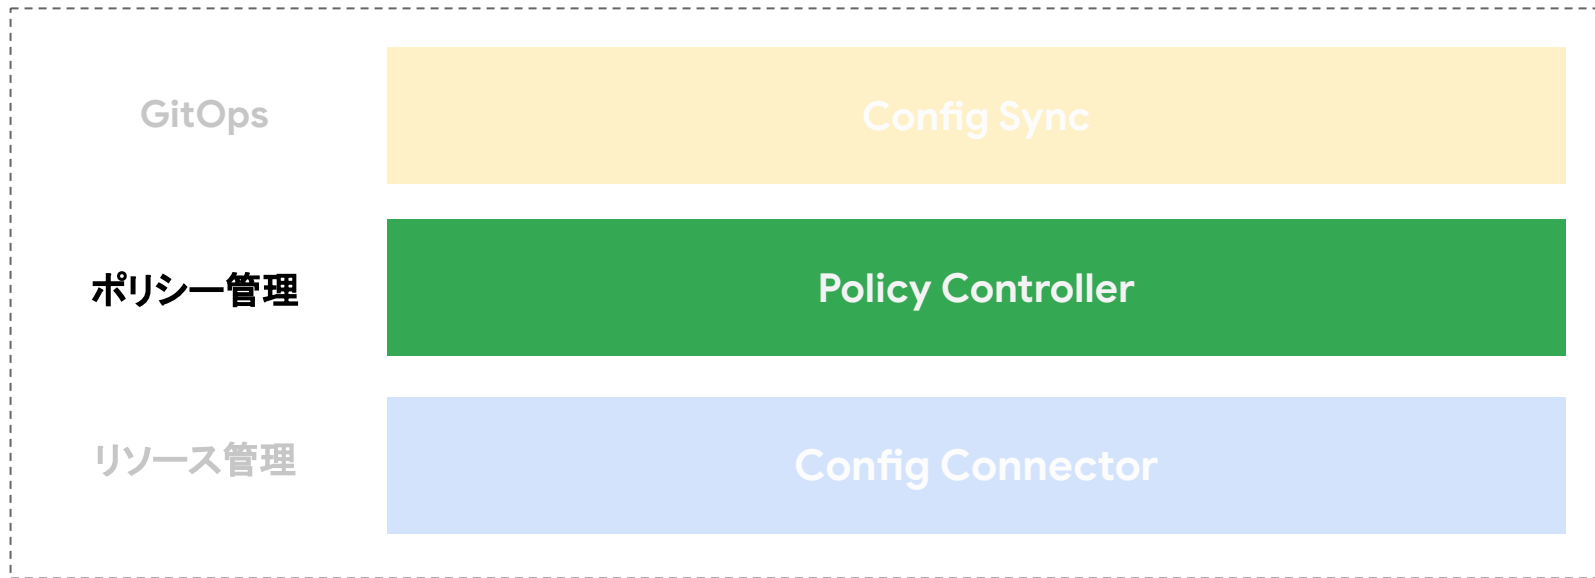 GitOps
Config Sync
ポリシー管理
Policy Controller
リソース管理
Config Connector